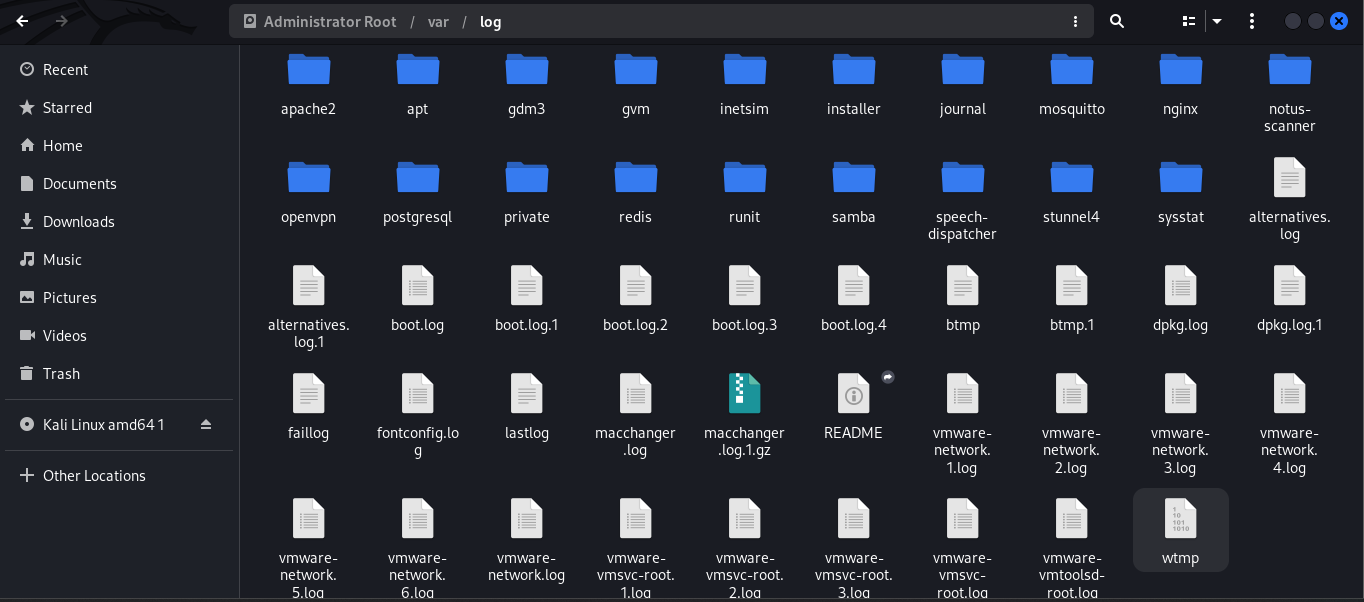 Administrator Root / var / log
Recent
Starred
Home
Documents
Downloads
Music
Pictures
Videos
Trash
Kali Linux amd64 1
Other Locations
apache2
apt
gdm3
gvm
inetsim
installer
journal
mosquitto
nginx
notus-
scanner
openvpn
postgresql
private
redis
runit
samba
speech-
dispatcher
stunnel4
sysstat
alternatives.
log
alternatives.
log.1
boot.log
boot.log.1
boot.log.2
boot.log.3
boot.log.4
btmp
btmp.1
dpkg.log
dpkg.log.1
faillog
fontconfig.lo
g
lastlog
macchanger
.log
macchanger
.log.1.gz
README
vmware-
network.
1.log
vmware-
network.
2.log
vmware-
network.
3.log
vmware-
network.
4.log
vmware-
network.
5.log
vmware-
network.
6.log
vmware-
network.log
vmware-
vmsvc-root.
1.log
vmware-
vmsvc-root.
2.log
vmware-
vmsvc-root.
3.log
vmware-
vmsvc-
root.log
vmware-
vmtoolsd-
root.log
1
10
101
1010
wtmp